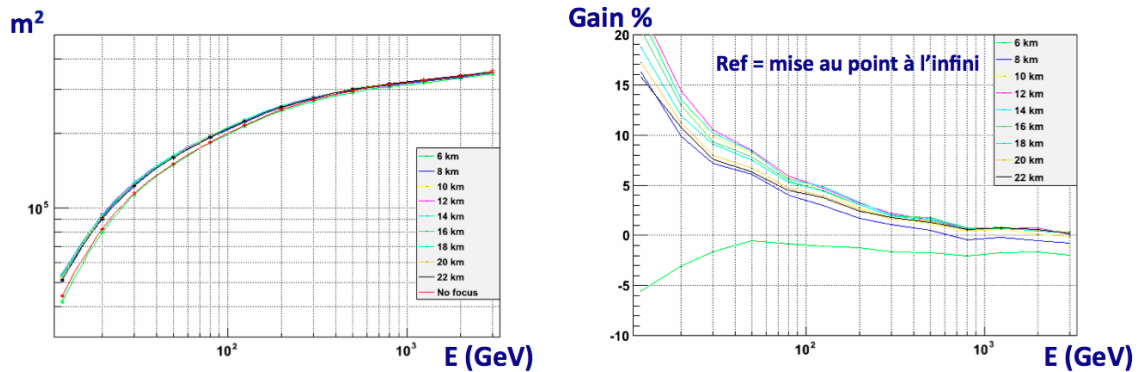 m²
10⁵
6 km
8 km
10 km
12 km
14 km
16 km
18 km
20 km
22 km
No focus
10²
10³
E (GeV)
Gain %
20
15
10
5
0
-5
-10
Ref = mise au point à l'infini
6 km
8 km
10 km
12 km
14 km
16 km
18 km
20 km
22 km
10²
10³
E (GeV)